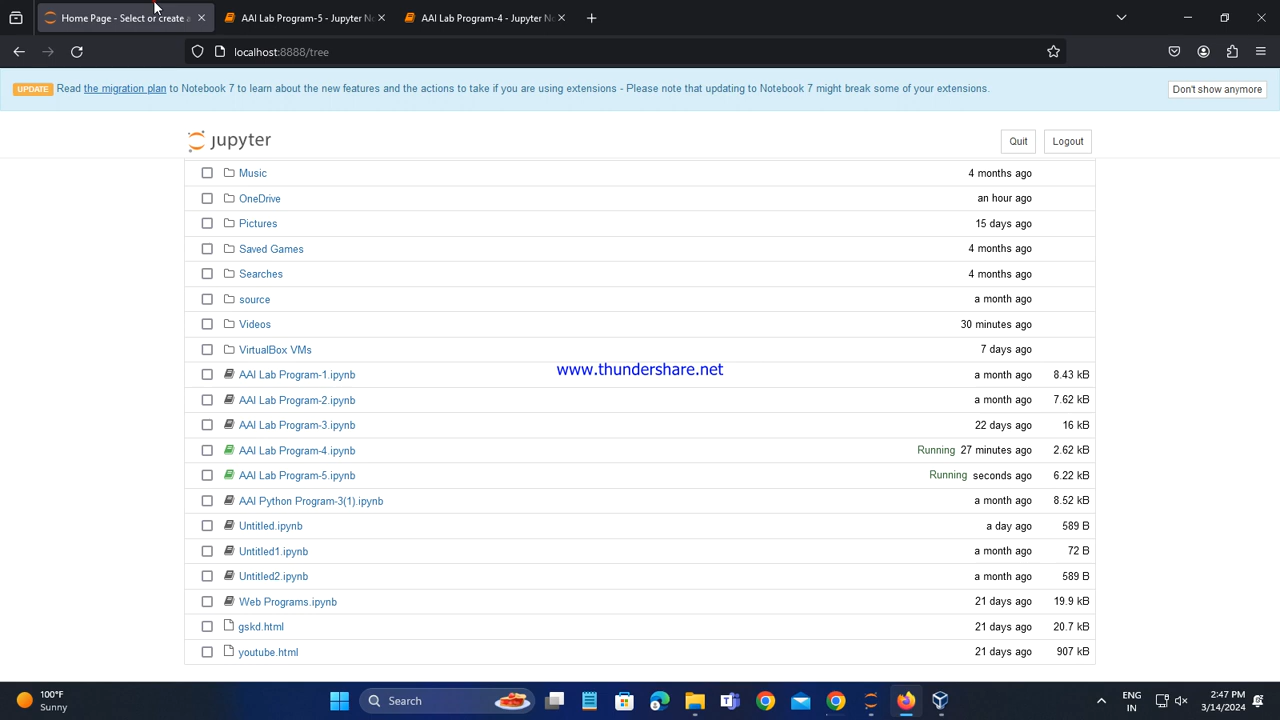 Home Page - Select or create a
AAI Lab Program-5 - Jupyter No
AAI Lab Program-4 - Jupyter No
localhost:8888/tree
UPDATE Read the migration plan to Notebook 7 to learn about the new features and the actions to take if you are using extensions - Please note that updating to Notebook 7 might break some of your extensions. Don't show anymore
jupyter Quit Logout
Music 4 months ago
OneDrive an hour ago
Pictures 15 days ago
Saved Games 4 months ago
Searches 4 months ago
source a month ago
Videos 30 minutes ago
VirtualBox VMs 7 days ago
www.thundershare.net
AAI Lab Program-1.ipynb a month ago 8.43 kB
AAI Lab Program-2.ipynb a month ago 7.62 kB
AAI Lab Program-3.ipynb 22 days ago 16 kB
AAI Lab Program-4.ipynb Running 27 minutes ago 2.62 kB
AAI Lab Program-5.ipynb Running seconds ago 6.22 kB
AAI Python Program-3(1).ipynb a month ago 8.52 kB
Untitled.ipynb a day ago 589 B
Untitled1.ipynb a month ago 72 B
Untitled2.ipynb a month ago 589 B
Web Programs.ipynb 21 days ago 19.9 kB
gskd.html 21 days ago 20.7 kB
youtube.html 21 days ago 907 kB
100°F
Sunny
Search
ENG
IN
2:47 PM
3/14/2024